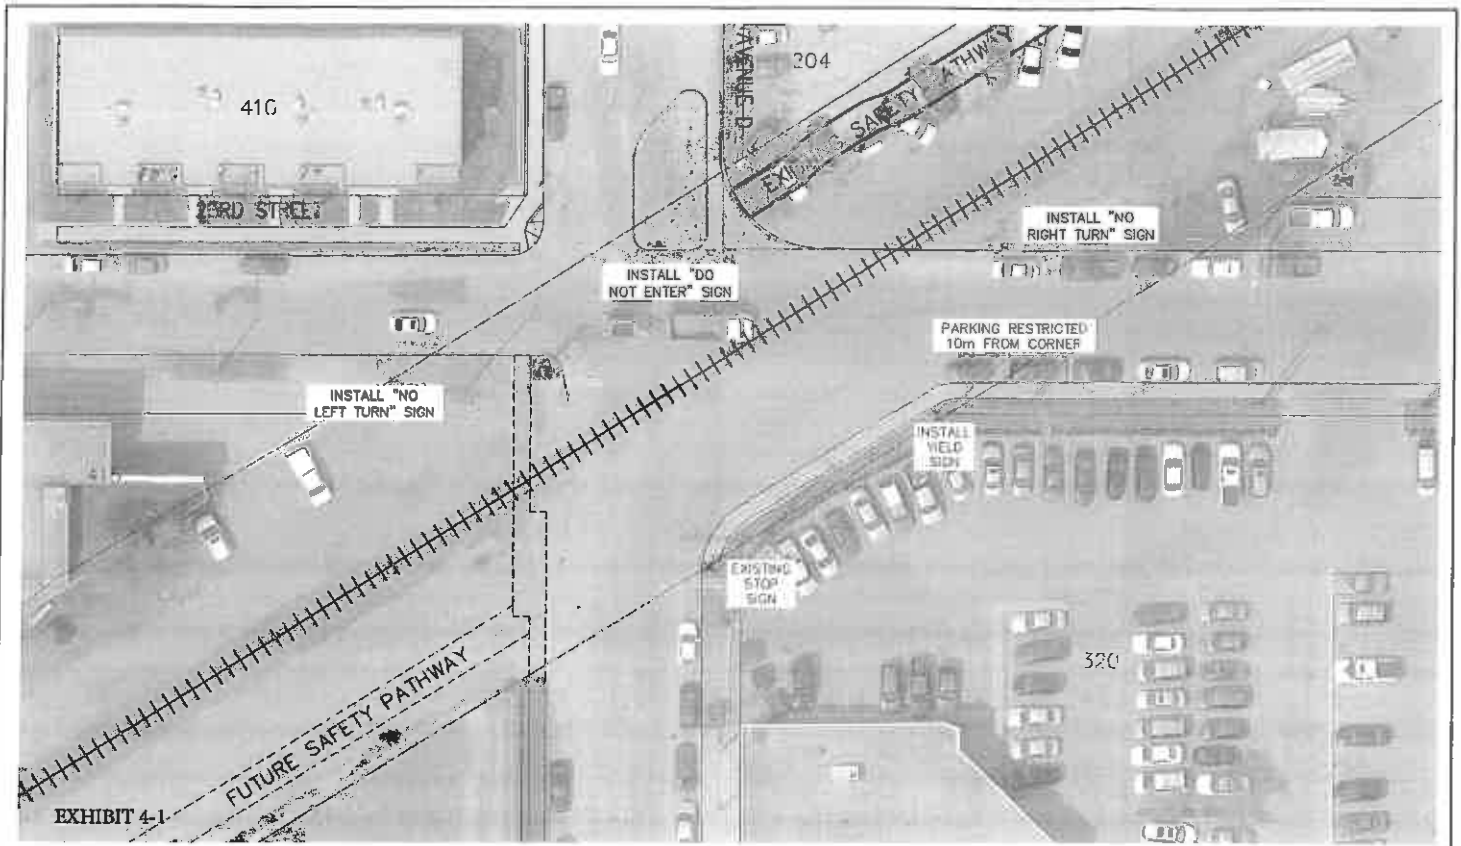 AVENUE D
204
410
EXISTING SAFETY PATHWAY
23RD STREET
INSTALL "NO
RIGHT TURN" SIGN
INSTALL "DO
NOT ENTER" SIGN
PARKING RESTRICTED
10m FROM CORNER
INSTALL "NO
LEFT TURN" SIGN
INSTALL
YIELD
SIGN
EXISTING
STOP
SIGN
320
FUTURE SAFETY PATHWAY
EXHIBIT 4-1